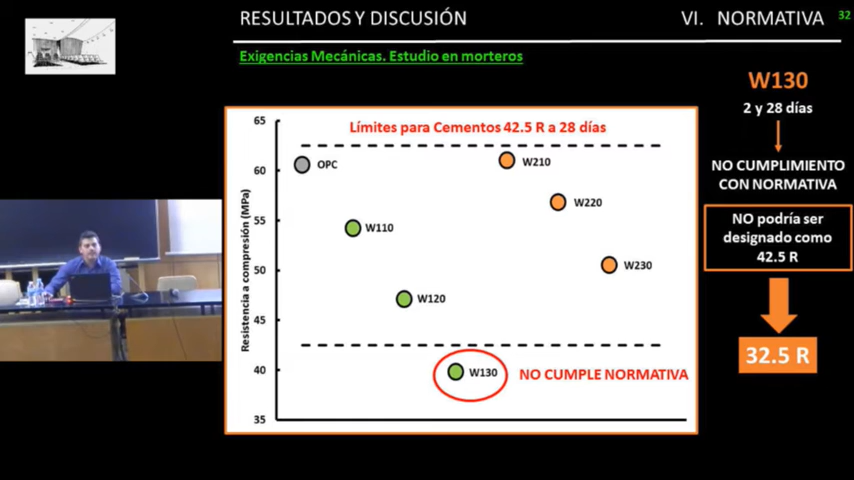 RESULTADOS Y DISCUSIÓN
VI. NORMATIVA
32
Exigencias Mecánicas. Estudio en morteros
Límites para Cementos 42.5 R a 28 días
Resistencia a compresión (MPa)
65
60
55
50
45
40
35
OPC
W110
W120
W130
W210
W220
W230
NO CUMPLE NORMATIVA
W130
2 y 28 días
NO CUMPLIMIENTO
CON NORMATIVA
NO podría ser
designado como
42.5 R
32.5 R